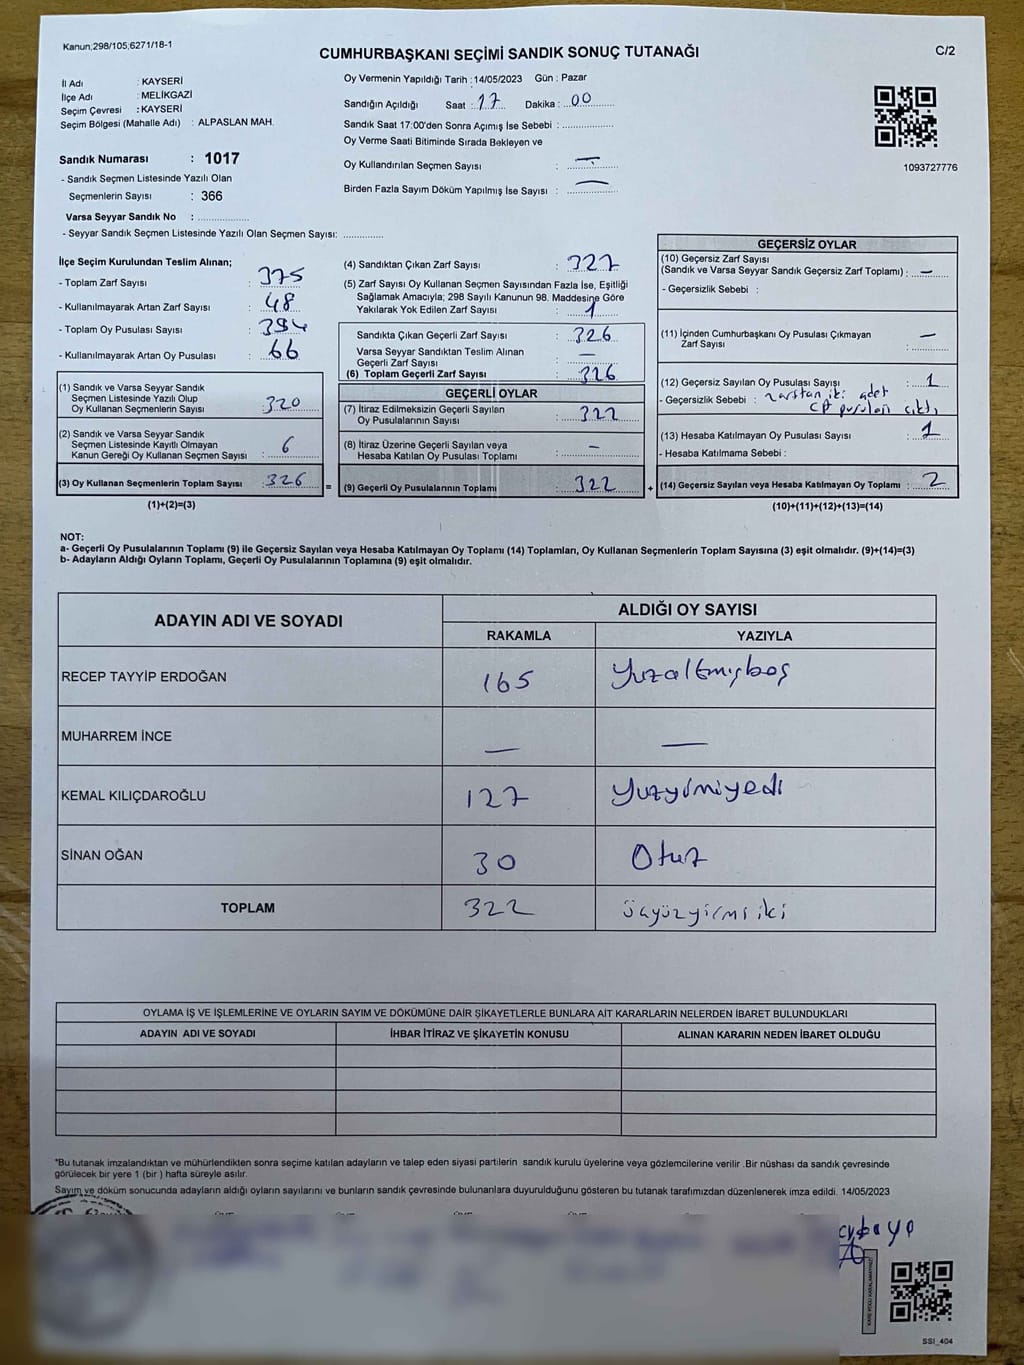 Kanun;298/105;6271/18-1
CUMHURBAŞKANI SEÇİMİ SANDIK SONUÇ TUTANAĞI
C/2
İl Adı : KAYSERİ
İlçe Adı : MELİKGAZİ
Seçim Çevresi : KAYSERİ
Seçim Bölgesi (Mahalle Adı) : ALPASLAN MAH.
Oy Vermenin Yapıldığı Tarih : 14/05/2023 Gün : Pazar
Sandığın Açıldığı Saat : 17 Dakika : 00
Sandık Saat 17:00'den Sonra Açımış İse Sebebi :
Oy Verme Saati Bitiminde Sırada Bekleyen ve
Oy Kullandırılan Seçmen Sayısı : —
Birden Fazla Sayım Döküm Yapılmış İse Sayısı : —
1093727776
Sandık Numarası : 1017
- Sandık Seçmen Listesinde Yazılı Olan
Seçmenlerin Sayısı : 366
Varsa Seyyar Sandık No :
- Seyyar Sandık Seçmen Listesinde Yazılı Olan Seçmen Sayısı:
İlçe Seçim Kurulundan Teslim Alınan;
- Toplam Zarf Sayısı : 375
- Kullanılmayarak Artan Zarf Sayısı : 48
- Toplam Oy Pusulası Sayısı : 394
- Kullanılmayarak Artan Oy Pusulası : 66
(1) Sandık ve Varsa Seyyar Sandık
Seçmen Listesinde Yazılı Olup
Oy Kullanan Seçmenlerin Sayısı : 320
(2) Sandık ve Varsa Seyyar Sandık
Seçmen Listesinde Kayıtlı Olmayan
Kanun Gereği Oy Kullanan Seçmen Sayısı : 6
(3) Oy Kullanan Seçmenlerin Toplam Sayısı : 326 =
(1)+(2)=(3)
(4) Sandıktan Çıkan Zarf Sayısı : 327
(5) Zarf Sayısı Oy Kullanan Seçmen Sayısından Fazla İse, Eşitliği
Sağlamak Amacıyla; 298 Sayılı Kanunun 98. Maddesine Göre
Yakılarak Yok Edilen Zarf Sayısı : 1
Sandıkta Çıkan Geçerli Zarf Sayısı : 326
Varsa Seyyar Sandıktan Teslim Alınan
Geçerli Zarf Sayısı : —
(6) Toplam Geçerli Zarf Sayısı : 326
GEÇERLİ OYLAR
(7) İtiraz Edilmeksizin Geçerli Sayılan
Oy Pusulalarının Sayısı : 322
(8) İtiraz Üzerine Geçerli Sayılan veya
Hesaba Katılan Oy Pusulası Toplamı : —
(9) Geçerli Oy Pusulalarının Toplamı : 322 +
GEÇERSİZ OYLAR
(10) Geçersiz Zarf Sayısı
(Sandık ve Varsa Seyyar Sandık Geçersiz Zarf Toplamı) : —
- Geçersizlik Sebebi :
(11) İçinden Cumhurbaşkanı Oy Pusulası Çıkmayan
Zarf Sayısı : —
(12) Geçersiz Sayılan Oy Pusulası Sayısı : 1
- Geçersizlik Sebebi : zarftan iki adet
CB pusulası çıktı
(13) Hesaba Katılmayan Oy Pusulası Sayısı : 1
- Hesaba Katılmama Sebebi :
(14) Geçersiz Sayılan veya Hesaba Katılmayan Oy Toplamı : 2
(10)+(11)+(12)+(13)=(14)
NOT:
a- Geçerli Oy Pusulalarının Toplamı (9) ile Geçersiz Sayılan veya Hesaba Katılmayan Oy Toplamı (14) Toplamları, Oy Kullanan Seçmenlerin Toplam Sayısına (3) eşit olmalıdır. (9)+(14)=(3)
b- Adayların Aldığı Oyların Toplamı, Geçerli Oy Pusulalarının Toplamına (9) eşit olmalıdır.
ADAYIN ADI VE SOYADI
ALDIĞI OY SAYISI
RAKAMLA YAZIYLA
RECEP TAYYİP ERDOĞAN 165 Yüzaltmışbeş
MUHARREM İNCE — —
KEMAL KILIÇDAROĞLU 127 Yuzyirmiyedi
SİNAN OĞAN 30 Otuz
TOPLAM 322 üçyüzyirmi iki
OYLAMA İŞ VE İŞLEMLERİNE VE OYLARIN SAYIM VE DÖKÜMÜNE DAİR ŞİKAYETLERLE BUNLARA AİT KARARLARIN NELERDEN İBARET BULUNDUKLARI
ADAYIN ADI VE SOYADI İHBAR İTİRAZ VE ŞİKAYETİN KONUSU ALINAN KARARIN NEDEN İBARET OLDUĞU
*Bu tutanak imzalandıktan ve mühürlendikten sonra seçime katılan adayların ve talep eden siyasi partilerin sandık kurulu üyelerine veya gözlemcilerine verilir .Bir nüshası da sandık çevresinde
görülecek bir yere 1 (bir ) hafta süreyle asılır.
Sayım ve döküm sonucunda adayların aldığı oyların sayılarını ve bunların sandık çevresinde bulunanlara duyurulduğunu gösteren bu tutanak tarafımızdan düzenlenerek imza edildi. 14/05/2023
KARE KODU KARALAMAYINIZ!
SSI_404